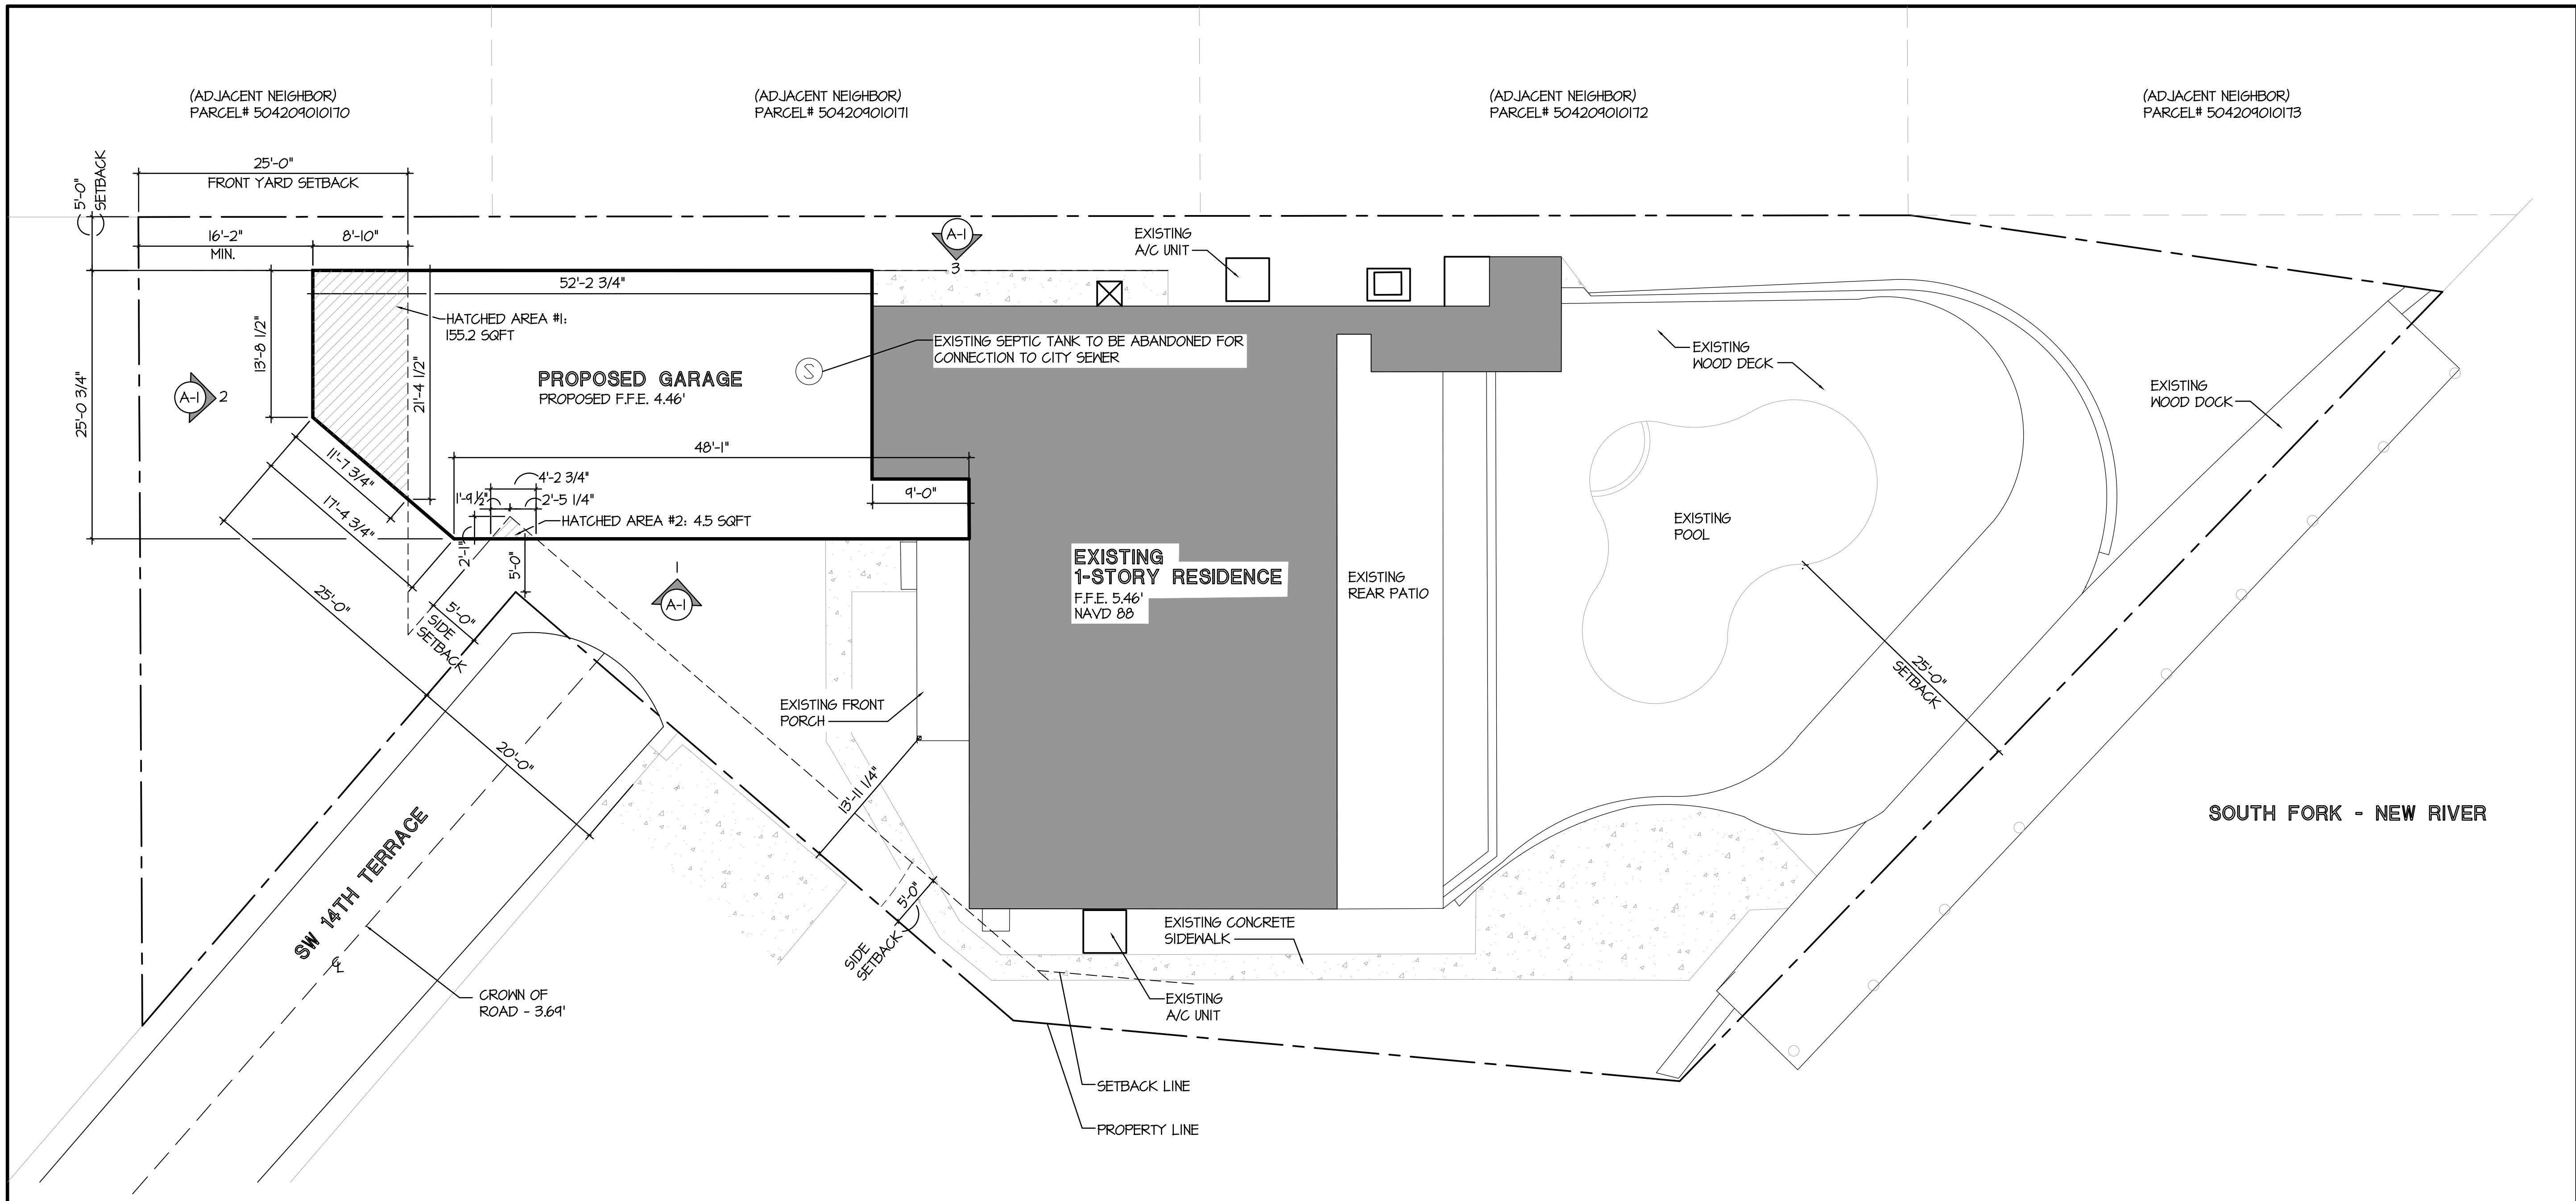 (ADJACENT NEIGHBOR)
PARCEL# 504209010170
(ADJACENT NEIGHBOR)
PARCEL# 504209010171
(ADJACENT NEIGHBOR)
PARCEL# 504209010172
(ADJACENT NEIGHBOR)
PARCEL# 504209010173
5'-0"
SETBACK
25'-0"
FRONT YARD SETBACK
16'-2"
MIN.
8'-10"
A-1
3
EXISTING
A/C UNIT
52'-2 3/4"
HATCHED AREA #1:
155.2 SQFT
13'-8 1/2"
25'-0 3/4"
21'-4 1/2"
A-1
2
PROPOSED GARAGE
PROPOSED F.F.E. 4.46'
S
EXISTING SEPTIC TANK TO BE ABANDONED FOR
CONNECTION TO CITY SEWER
EXISTING
WOOD DECK
EXISTING
WOOD DOCK
48'-1"
4'-2 3/4"
1'-9 1/2"
2'-5 1/4"
9'-0"
HATCHED AREA #2: 4.5 SQFT
11'-7 3/4"
17'-4 3/4"
2'-1"
5'-0"
25'-0"
5'-0"
SIDE
SETBACK
1
A-1
EXISTING
POOL
EXISTING
1-STORY RESIDENCE
F.F.E. 5.46'
NAVD 88
EXISTING
REAR PATIO
25'-0"
SETBACK
EXISTING FRONT
PORCH
20'-0"
13'-11 1/4"
SOUTH FORK - NEW RIVER
SW 14TH TERRACE
CL
5'-0"
SIDE
SETBACK
EXISTING CONCRETE
SIDEWALK
CROWN OF
ROAD - 3.69'
EXISTING
A/C UNIT
SETBACK LINE
PROPERTY LINE